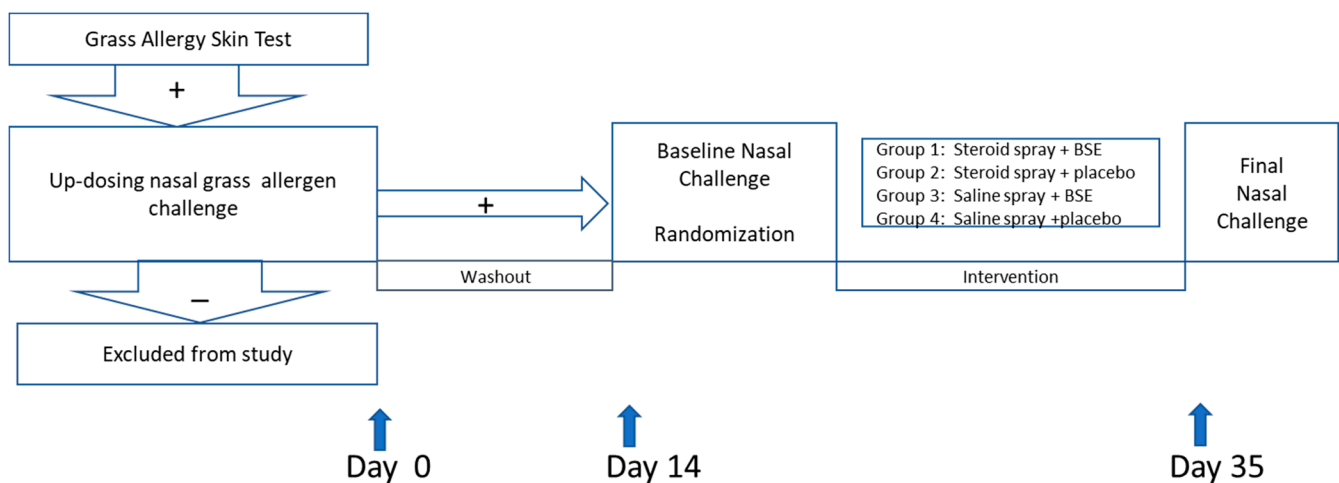 Grass Allergy Skin Test
+
Up-dosing nasal grass allergen
challenge
+
Washout
−
Excluded from study
Baseline Nasal
Challenge
Randomization
Group 1: Steroid spray + BSE
Group 2: Steroid spray + placebo
Group 3: Saline spray + BSE
Group 4: Saline spray +placebo
Intervention
Final
Nasal
Challenge
Day 0
Day 14
Day 35